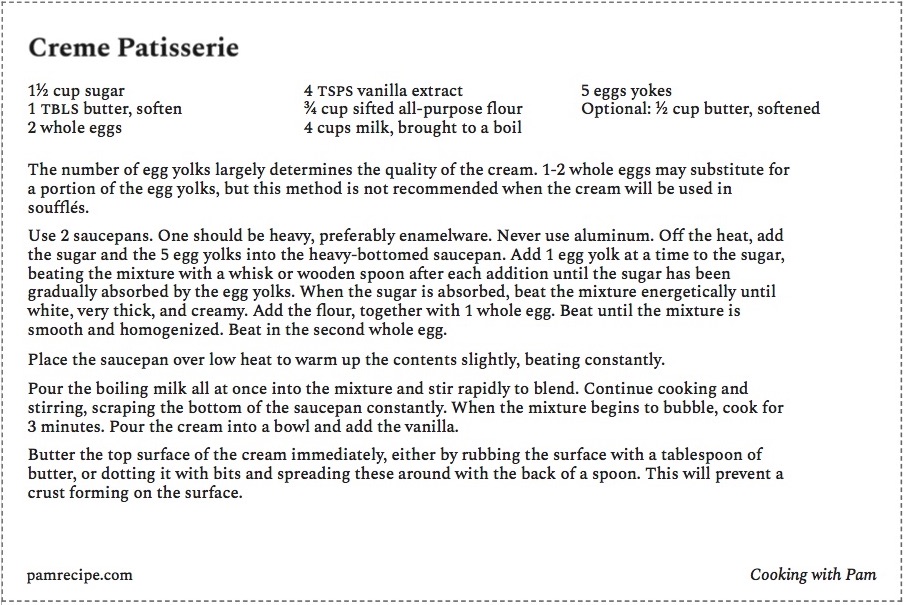 Creme Patisserie
1½ cup sugar
1 TBLS butter, soften
2 whole eggs
4 TSPS vanilla extract
¾ cup sifted all-purpose flour
4 cups milk, brought to a boil
5 eggs yokes
Optional: ½ cup butter, softened
The number of egg yolks largely determines the quality of the cream. 1-2 whole eggs may substitute for
a portion of the egg yolks, but this method is not recommended when the cream will be used in
soufflés.
Use 2 saucepans. One should be heavy, preferably enamelware. Never use aluminum. Off the heat, add
the sugar and the 5 egg yolks into the heavy-bottomed saucepan. Add 1 egg yolk at a time to the sugar,
beating the mixture with a whisk or wooden spoon after each addition until the sugar has been
gradually absorbed by the egg yolks. When the sugar is absorbed, beat the mixture energetically until
white, very thick, and creamy. Add the flour, together with 1 whole egg. Beat until the mixture is
smooth and homogenized. Beat in the second whole egg.
Place the saucepan over low heat to warm up the contents slightly, beating constantly.
Pour the boiling milk all at once into the mixture and stir rapidly to blend. Continue cooking and
stirring, scraping the bottom of the saucepan constantly. When the mixture begins to bubble, cook for
3 minutes. Pour the cream into a bowl and add the vanilla.
Butter the top surface of the cream immediately, either by rubbing the surface with a tablespoon of
butter, or dotting it with bits and spreading these around with the back of a spoon. This will prevent a
crust forming on the surface.
pamrecipe.com
Cooking with Pam